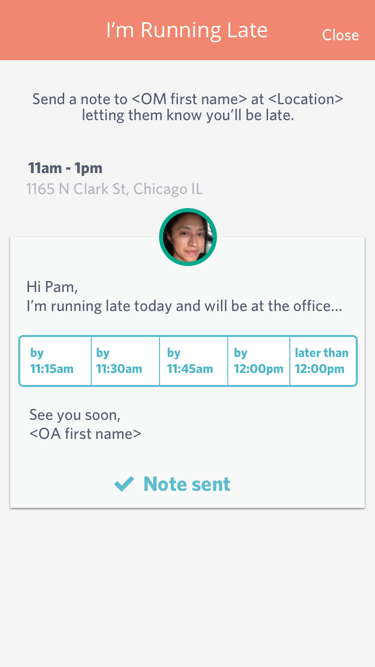 I'm Running Late
Close
Send a note to <OM first name> at <Location>
letting them know you'll be late.
11am - 1pm
1165 N Clark St, Chicago IL
Hi Pam,
I'm running late today and will be at the office...
by 11:15am
by 11:30am
by 11:45am
by 12:00pm
later than 12:00pm
See you soon,
<OA first name>
Note sent